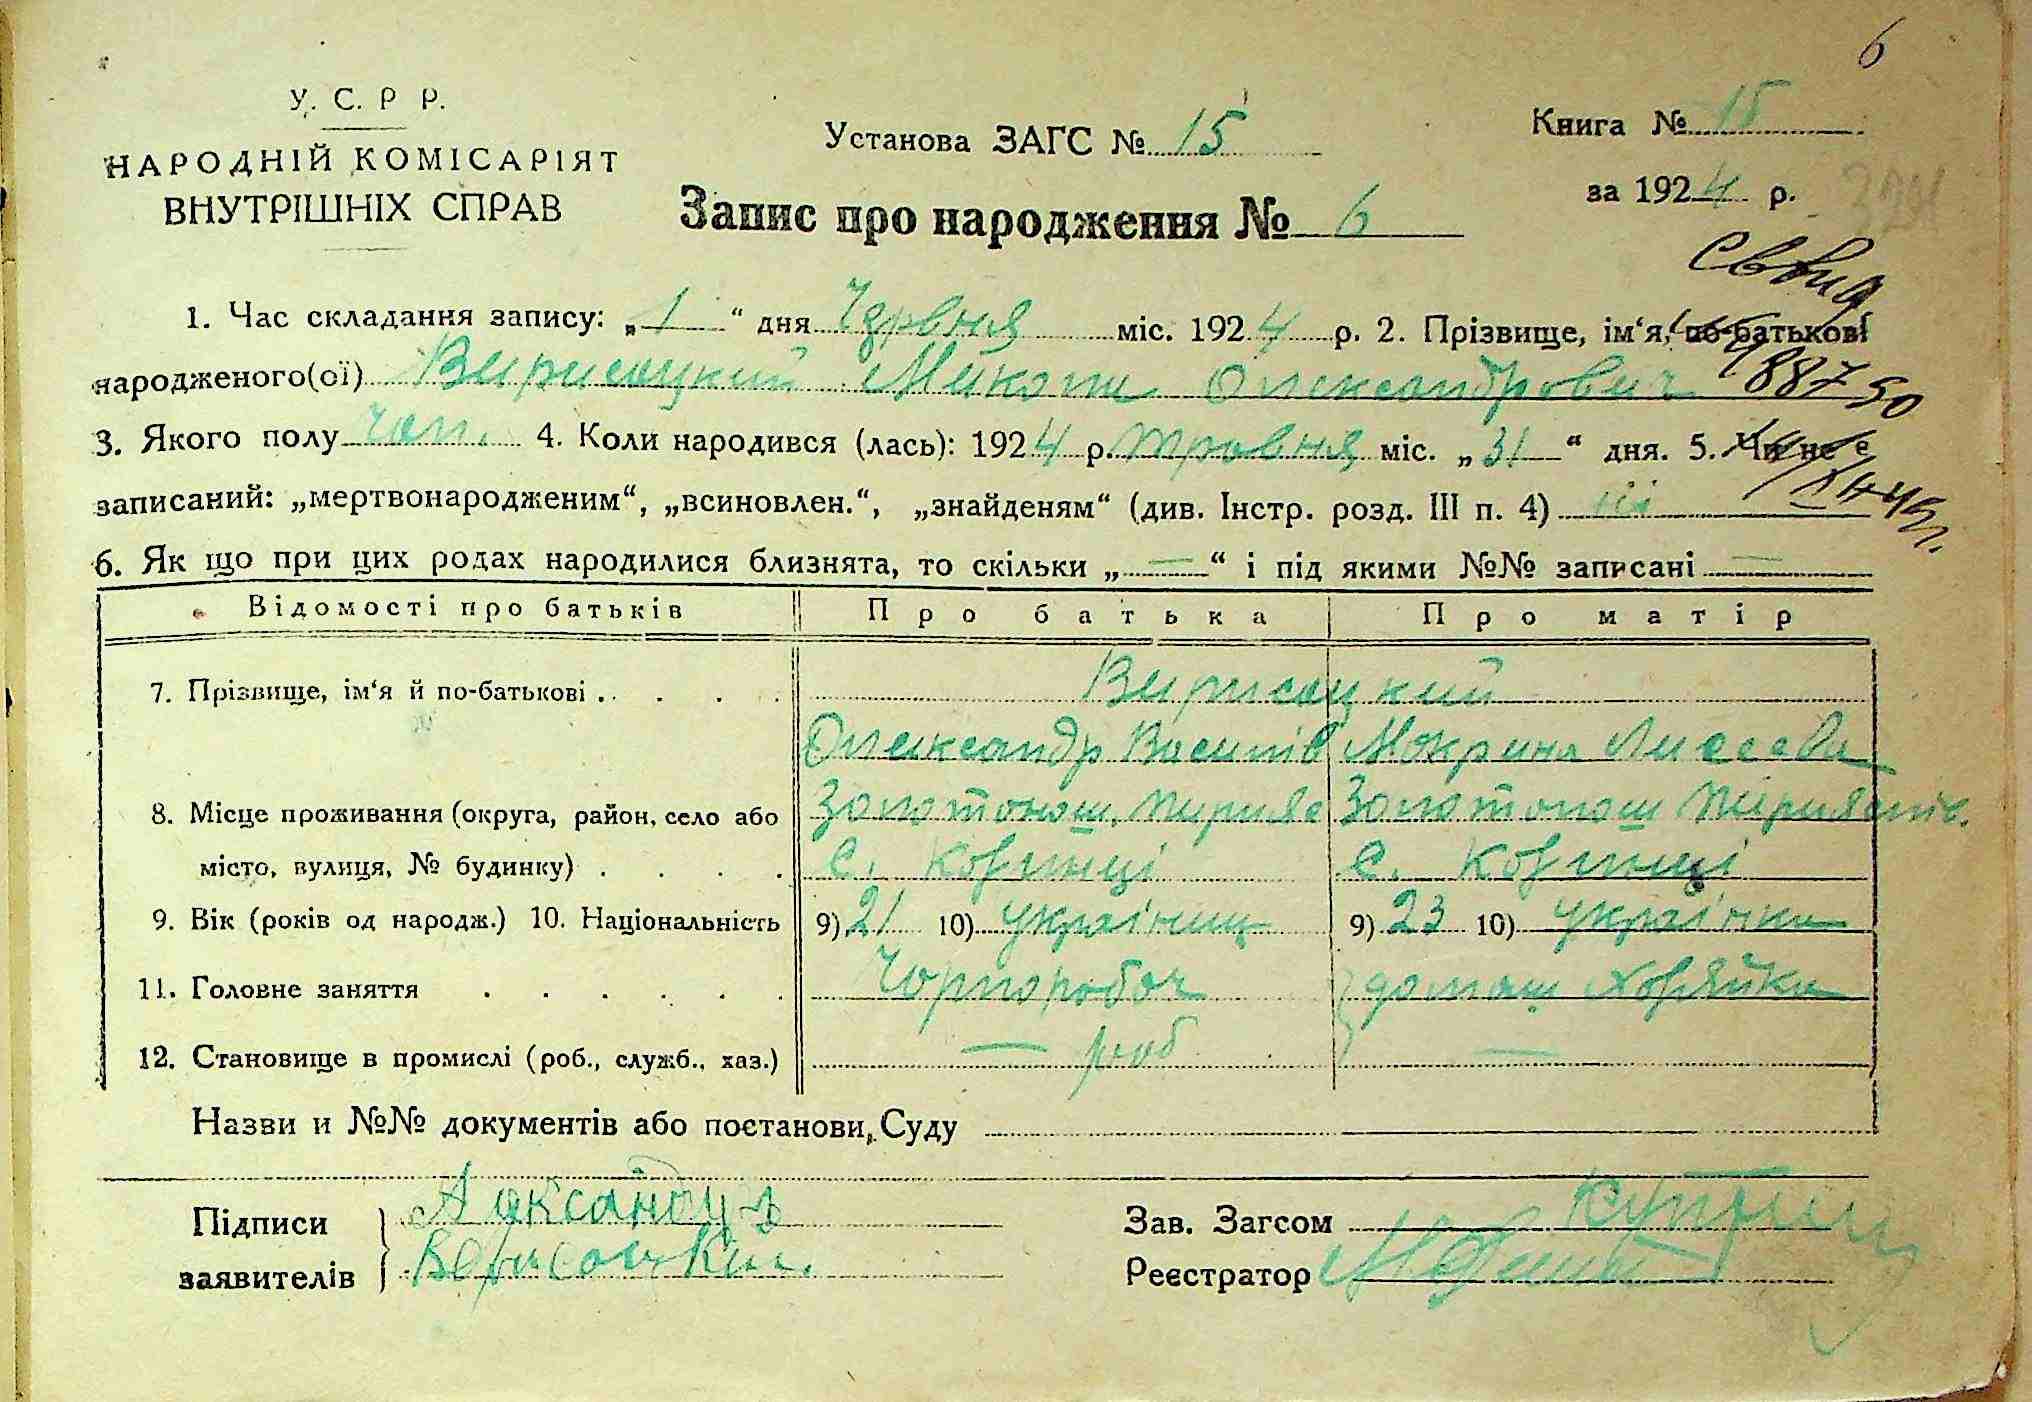 6
У. С. Р Р.
НАРОДНІЙ КОМІСАРІЯТ
ВНУТРІШНІХ СПРАВ
Установа ЗАГС № 15
Книга № 15
за 1924 р.
Запис про народження № 6
1. Час складання запису: „1“ дня Червня міс. 1924 р. 2. Прізвище, ім‘я, по-батькові
народженого(ої) Вирисоцкий Микола Олександрович
3. Якого полу чол. 4. Коли народився (лась): 1924 р. травня міс. „31“ дня. 5. Чи не є
записаний: „мертвонародженим“, „всиновлен.“, „знайденям“ (див. Інстр. розд. III п. 4) ні
6. Як що при цих родах народилися близнята, то скільки „—“ і під якими №№ записані —
Відомості про батьків Про батька Про матір
7. Прізвище, ім‘я й по-батькові Вирисоцкий
Олександр Василів Мокрина
8. Місце проживання (округа, район, село або Золотонош. Золотонош
місто, вулиця, № будинку) с. Козлинці с. Козлинці
9. Вік (років од народж.) 10. Національність 9) 21 10) українец 9) 23 10) українка
11. Головне заняття Чорнороб домаш хозяйка
12. Становище в промислі (роб., служб., хаз.) — роб —
Назви и №№ документів або постанови, Суду
Підписи
заявителів
Зав. Загсом
Реєстратор